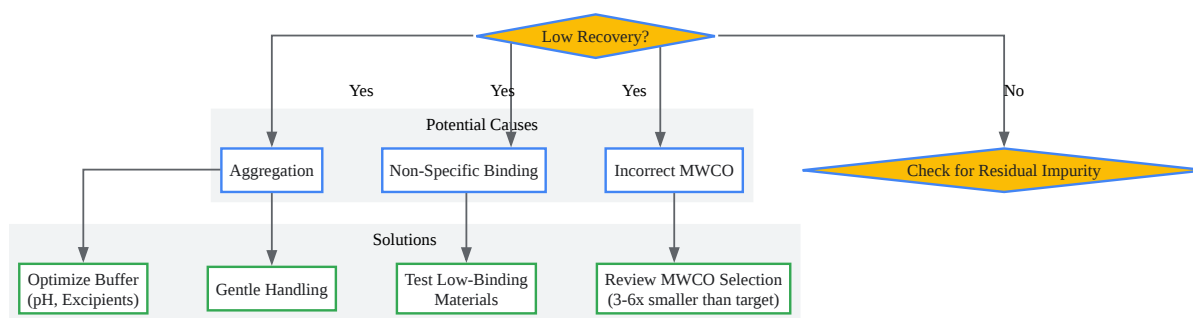 Low Recovery?
Yes
Yes
Yes
No
Potential Causes
Aggregation
Non-Specific Binding
Incorrect MWCO
Check for Residual Impurity
Solutions
Optimize Buffer
(pH, Excipients)
Gentle Handling
Test Low-Binding
Materials
Review MWCO Selection
(3-6x smaller than target)